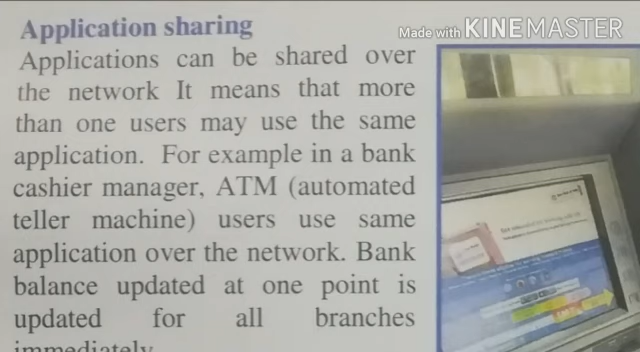 Application sharing
Made with KINEMASTER
Applications can be shared over
the network It means that more
than one users may use the same
application. For example in a bank
cashier manager, ATM (automated
teller machine) users use same
application over the network. Bank
balance updated at one point is
updated for all branches
immediately